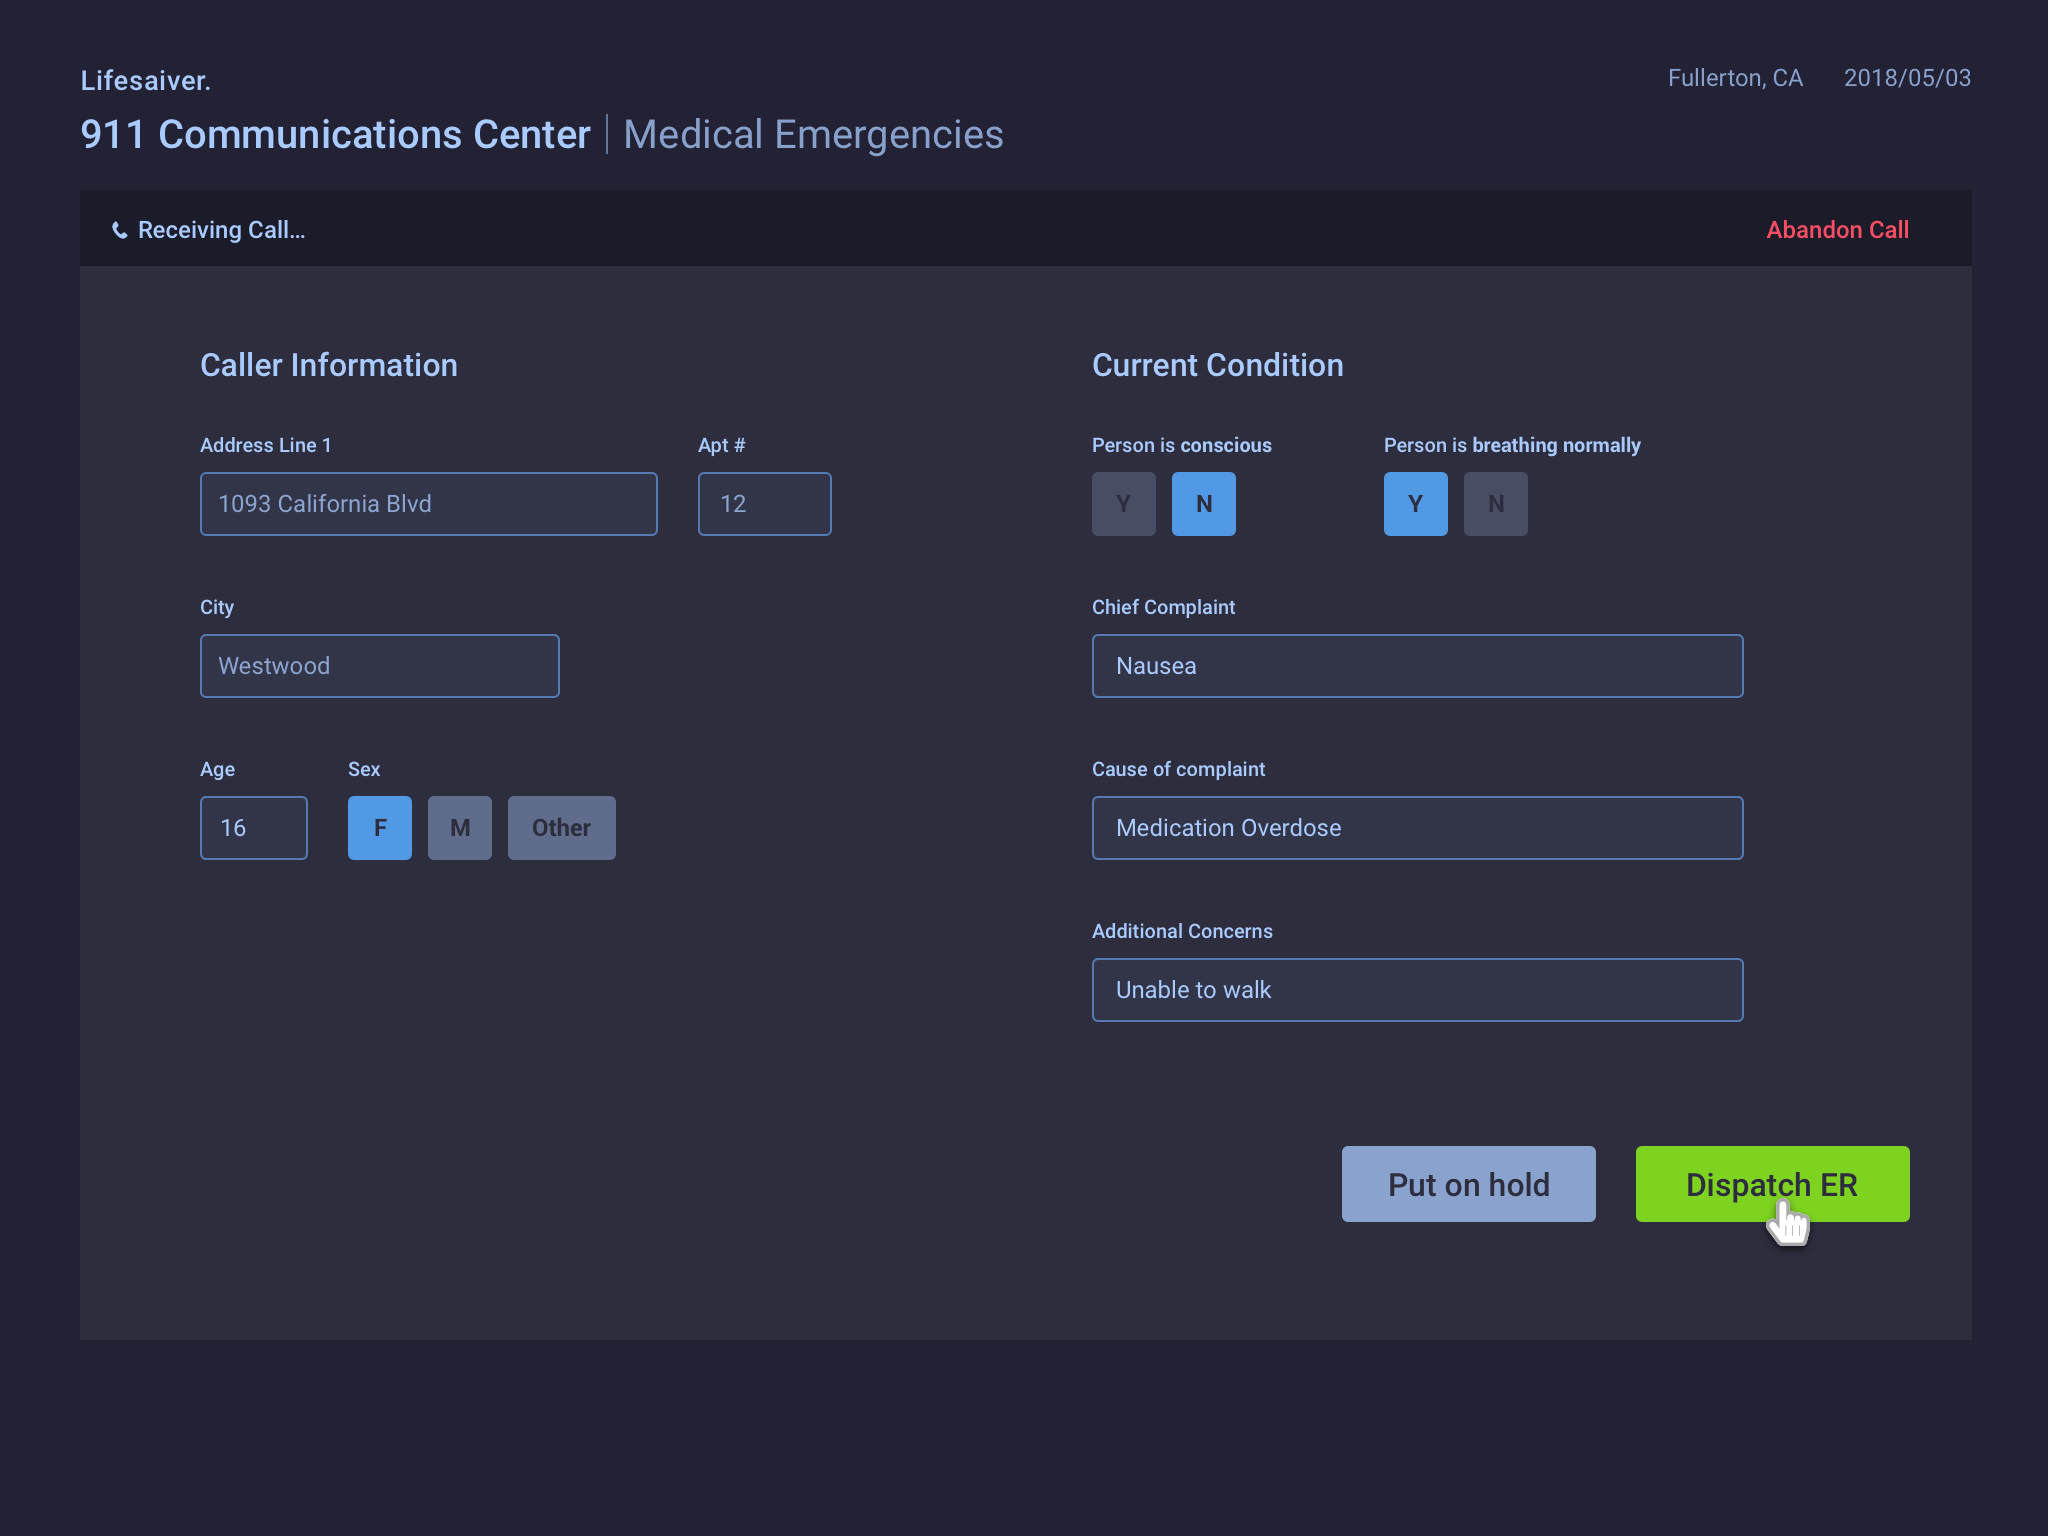 Lifesaiver.
Fullerton, CA 2018/05/03
911 Communications Center | Medical Emergencies
Receiving Call...
Abandon Call
Caller Information
Address Line 1 Apt #
1093 California Blvd 12
City
Westwood
Age Sex
16 F M Other
Current Condition
Person is conscious Person is breathing normally
Y N Y N
Chief Complaint
Nausea
Cause of complaint
Medication Overdose
Additional Concerns
Unable to walk
Put on hold Dispatch ER